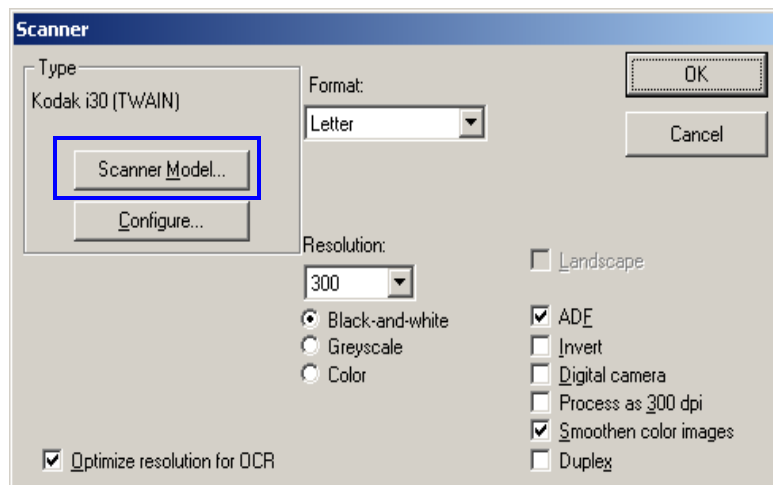 Scanner
Type
Kodak i30 (TWAIN)
Scanner Model...
Configure...
Format:
Letter
OK
Cancel
Resolution:
300
Black-and-white
Greyscale
Color
Landscape
ADF
Invert
Digital camera
Process as 300 dpi
Smoothen color images
Duplex
Optimize resolution for OCR